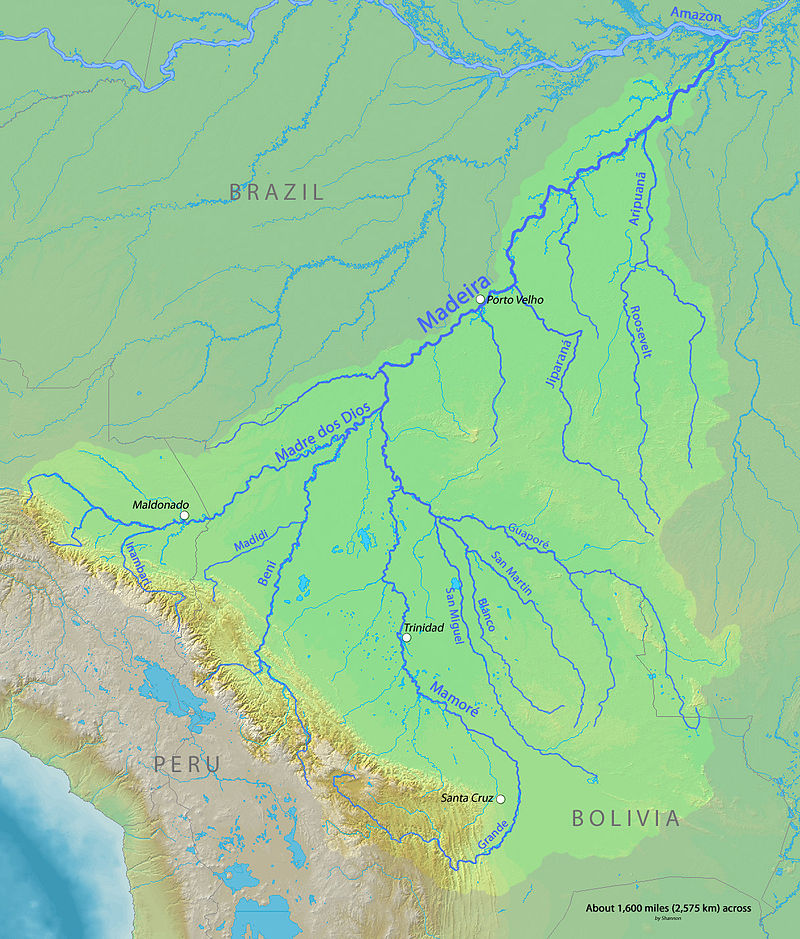 Amazon
BRAZIL
Aripuanã
Madeira
Porto Velho
Roosevelt
Jiparaná
Madre dos Dios
Maldonado
Guaporé
Madidi
Inambari
San Martin
Beni
San Miguel
Blánco
Trinidad
Mamoré
PERU
Santa Cruz
BOLIVIA
Grande
About 1,600 miles (2,575 km) across
by Shannon